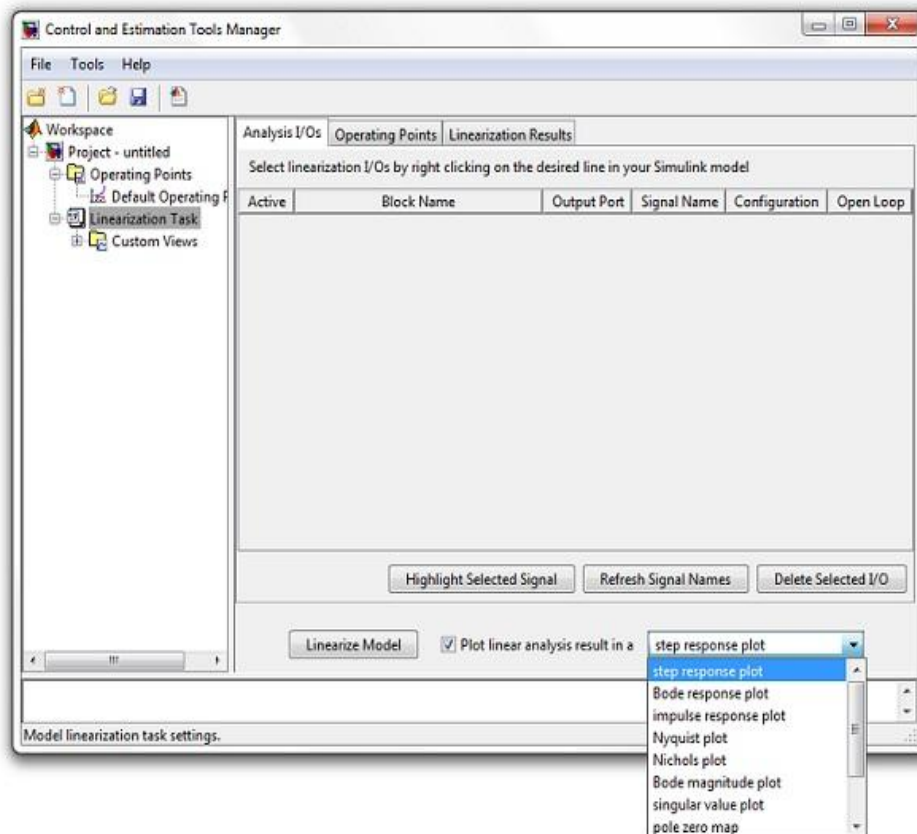 Control and Estimation Tools Manager
File Tools Help
Workspace
Project - untitled
Operating Points
Default Operating
Linearization Task
Custom Views
Analysis I/Os Operating Points Linearization Results
Select linearization I/Os by right clicking on the desired line in your Simulink model
Active Block Name Output Port Signal Name Configuration Open Loop
Highlight Selected Signal Refresh Signal Names Delete Selected I/O
Linearize Model Plot linear analysis result in a step response plot
step response plot
Bode response plot
impulse response plot
Nyquist plot
Nichols plot
Bode magnitude plot
singular value plot
pole zero map
Model linearization task settings.